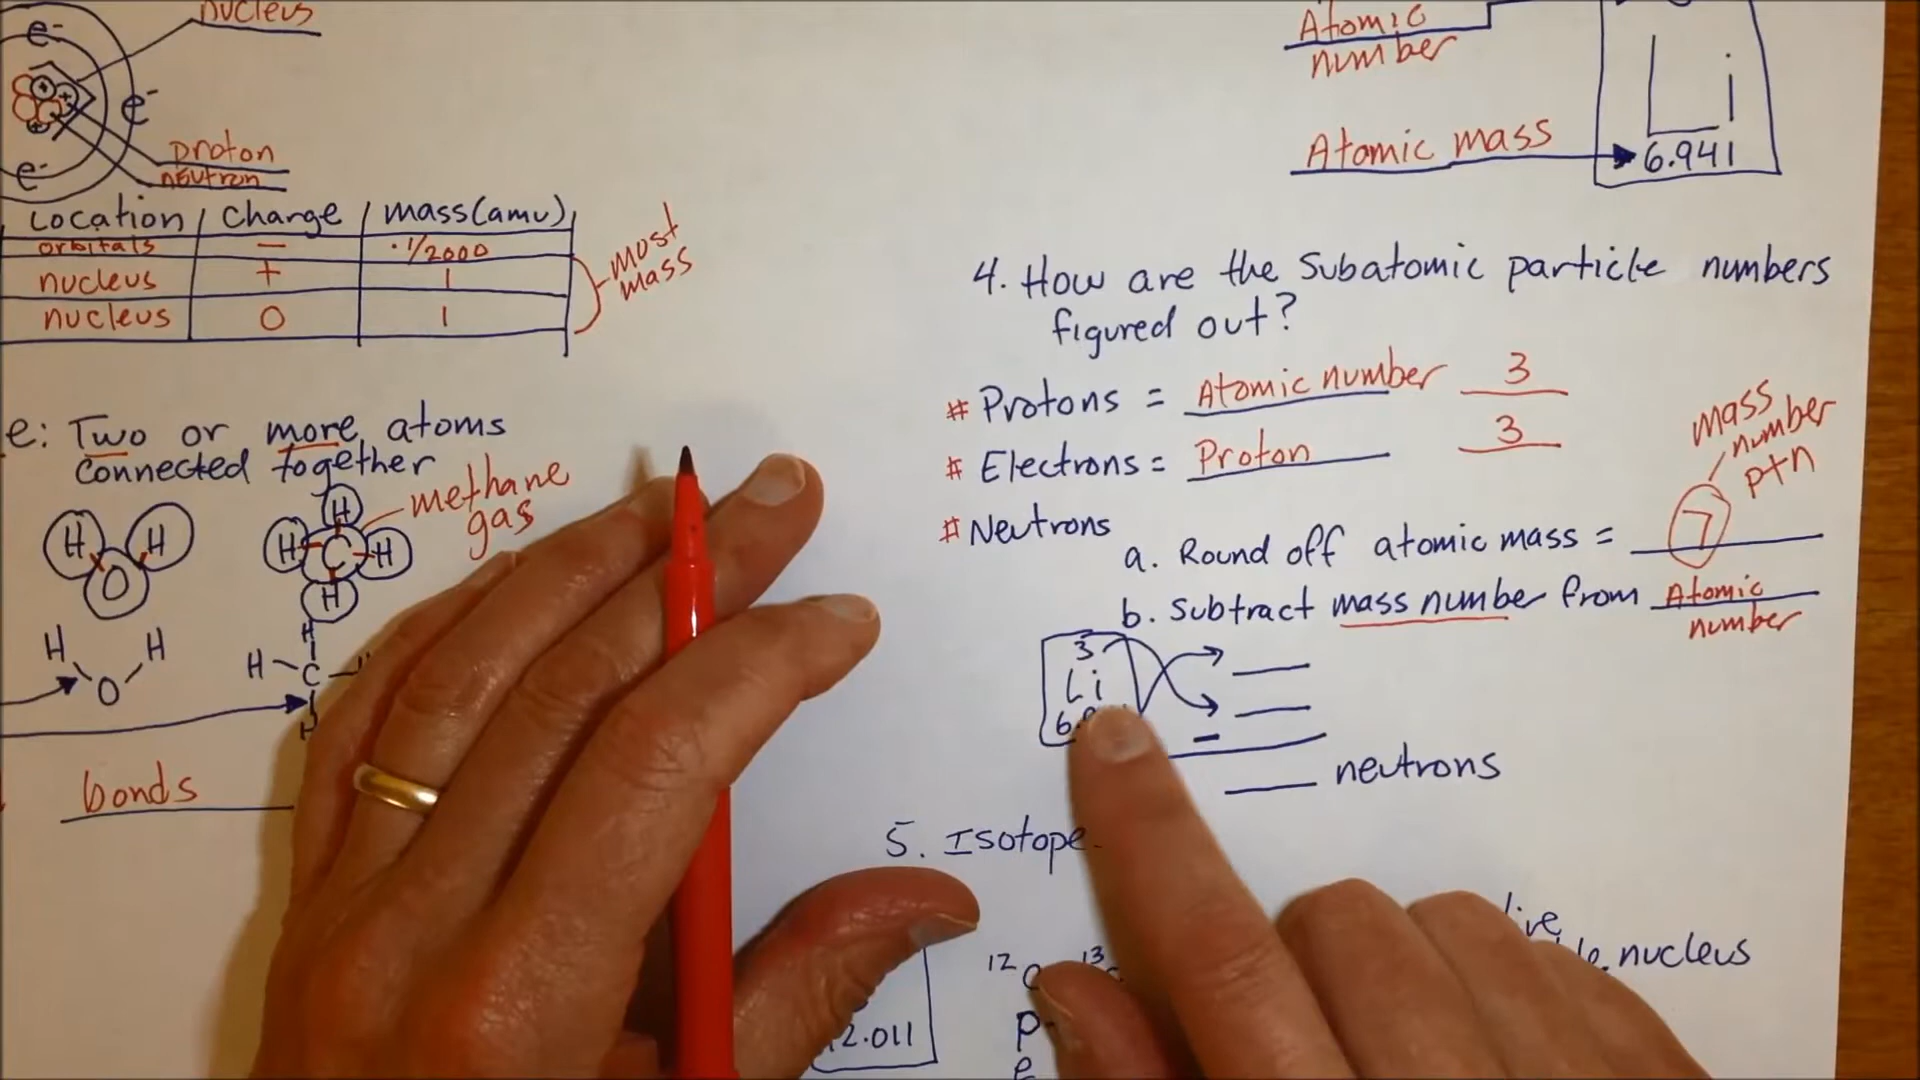 nucleus
e-
e-
e-
+
+
+
proton
neutron
Location | Charge | mass(amu)
orbitals | - | 1/2000
nucleus | + | 1
nucleus | 0 | 1
most
mass
e: Two or more atoms
connected together
methane
gas
H H
O
H
H C H
H
H H
O
H
H-C-
H
bonds
Atomic
number
Li
Atomic mass
6.941
4. How are the subatomic particle numbers
figured out?
# Protons = Atomic number 3
# Electrons = Proton 3
mass
number
p+n
# Neutrons
a. Round off atomic mass = 7
b. Subtract mass number from Atomic
number
3
Li
6.
-
neutrons
5. Isotope
nucleus
12 C 13
2.011
p
e